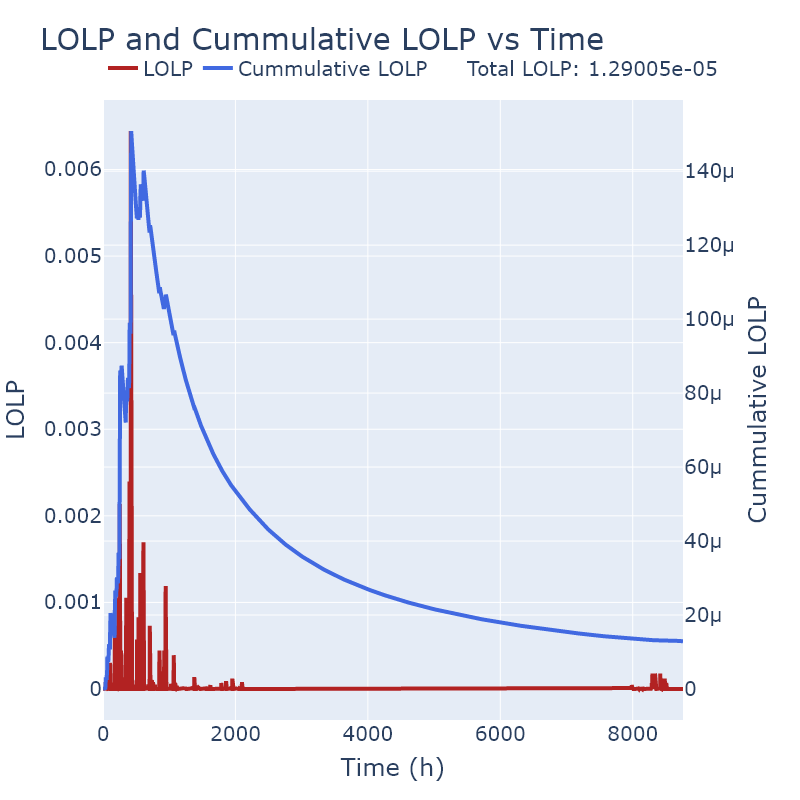 LOLP and Cummulative LOLP vs Time
LOLP
Cummulative LOLP
Total LOLP: 1.29005e-05
0.006
0.005
0.004
0.003
0.002
0.001
0
LOLP
140μ
120μ
100μ
80μ
60μ
40μ
20μ
0
Cummulative LOLP
0
2000
4000
6000
8000
Time (h)